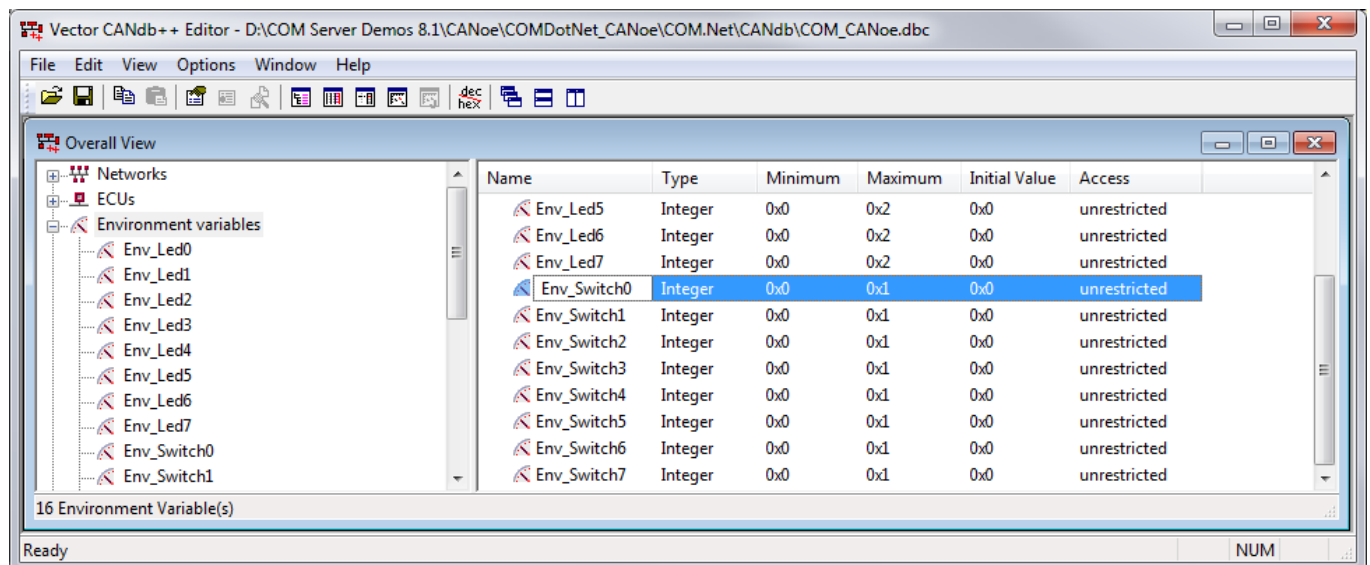 Vector CANdb++ Editor - D:\COM Server Demos 8.1\CANoe\COMDotNet_CANoe\COM.Net\CANdb\COM_CANoe.dbc
File Edit View Options Window Help
dec
hex
Overall View
Networks
ECUs
Environment variables
Env_Led0
Env_Led1
Env_Led2
Env_Led3
Env_Led4
Env_Led5
Env_Led6
Env_Led7
Env_Switch0
Env_Switch1
Name Type Minimum Maximum Initial Value Access
Env_Led5 Integer 0x0 0x2 0x0 unrestricted
Env_Led6 Integer 0x0 0x2 0x0 unrestricted
Env_Led7 Integer 0x0 0x2 0x0 unrestricted
Env_Switch0 Integer 0x0 0x1 0x0 unrestricted
Env_Switch1 Integer 0x0 0x1 0x0 unrestricted
Env_Switch2 Integer 0x0 0x1 0x0 unrestricted
Env_Switch3 Integer 0x0 0x1 0x0 unrestricted
Env_Switch4 Integer 0x0 0x1 0x0 unrestricted
Env_Switch5 Integer 0x0 0x1 0x0 unrestricted
Env_Switch6 Integer 0x0 0x1 0x0 unrestricted
Env_Switch7 Integer 0x0 0x1 0x0 unrestricted
16 Environment Variable(s)
Ready NUM